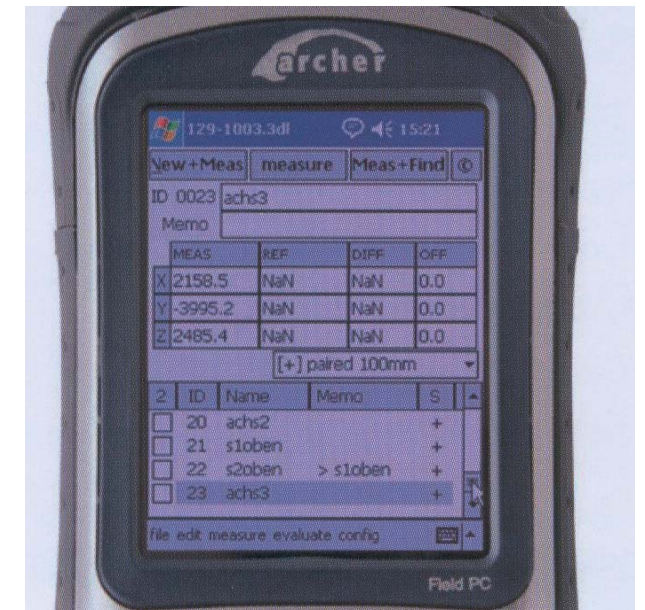 archer
129-1003.3dl 15:21
New+Meas measure Meas+Find
ID 0023 achs3
Memo
MEAS REF DIFF OFF
X 2158.5 NaN NaN 0.0
Y -3995.2 NaN NaN 0.0
Z 2485.4 NaN NaN 0.0
[+] paired 100mm
2 ID Name Memo S
20 achs2 +
21 s1oben +
22 s2oben > s1oben +
23 achs3 +
file edit measure evaluate config
Field PC